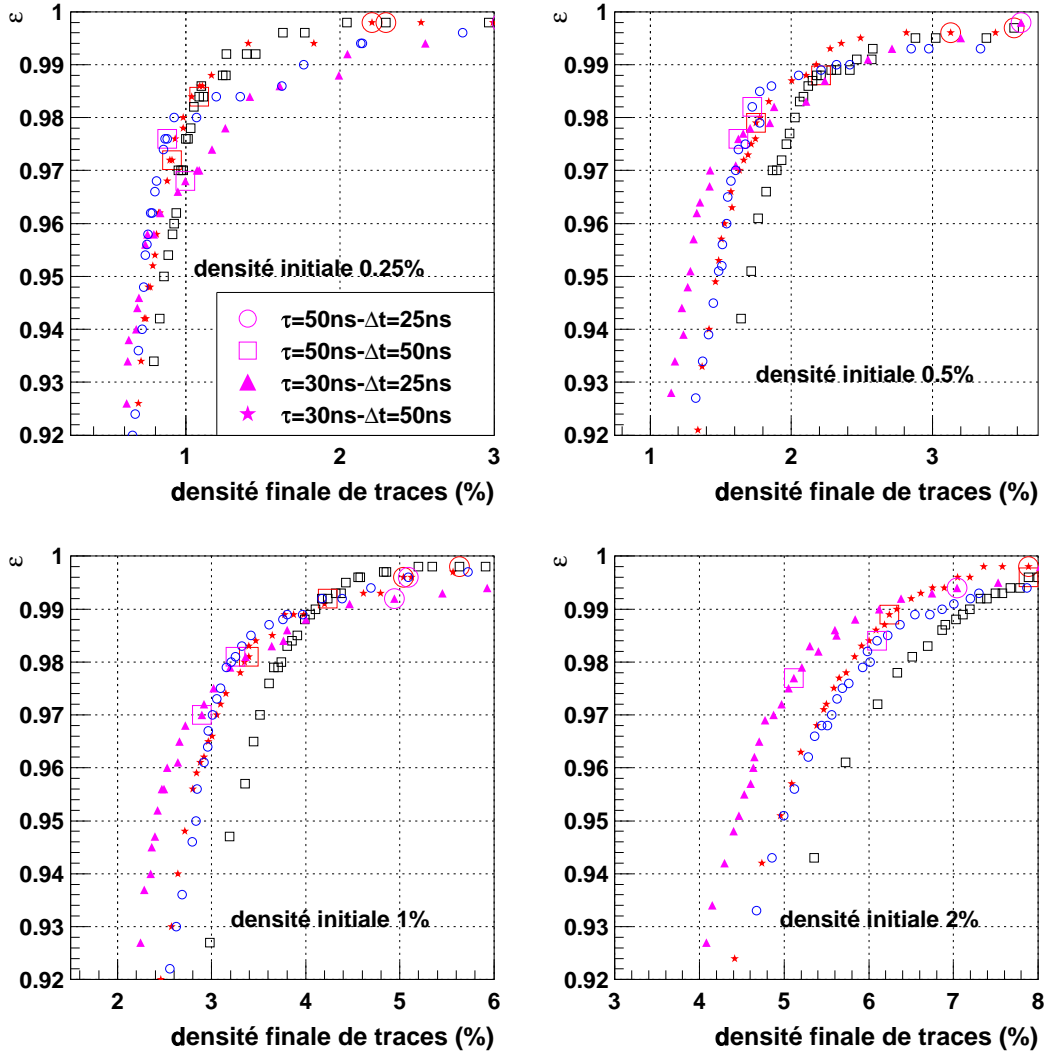 ε
1
0.99
0.98
0.97
0.96
0.95
0.94
0.93
0.92
densité initiale 0.25%
τ=50ns-Δt=25ns
τ=50ns-Δt=50ns
τ=30ns-Δt=25ns
τ=30ns-Δt=50ns
1 2 3
densité finale de traces (%)
ε
1
0.99
0.98
0.97
0.96
0.95
0.94
0.93
0.92
densité initiale 0.5%
1 2 3
densité finale de traces (%)
ε
1
0.99
0.98
0.97
0.96
0.95
0.94
0.93
0.92
densité initiale 1%
2 3 4 5 6
densité finale de traces (%)
ε
1
0.99
0.98
0.97
0.96
0.95
0.94
0.93
0.92
densité initiale 2%
3 4 5 6 7 8
densité finale de traces (%)